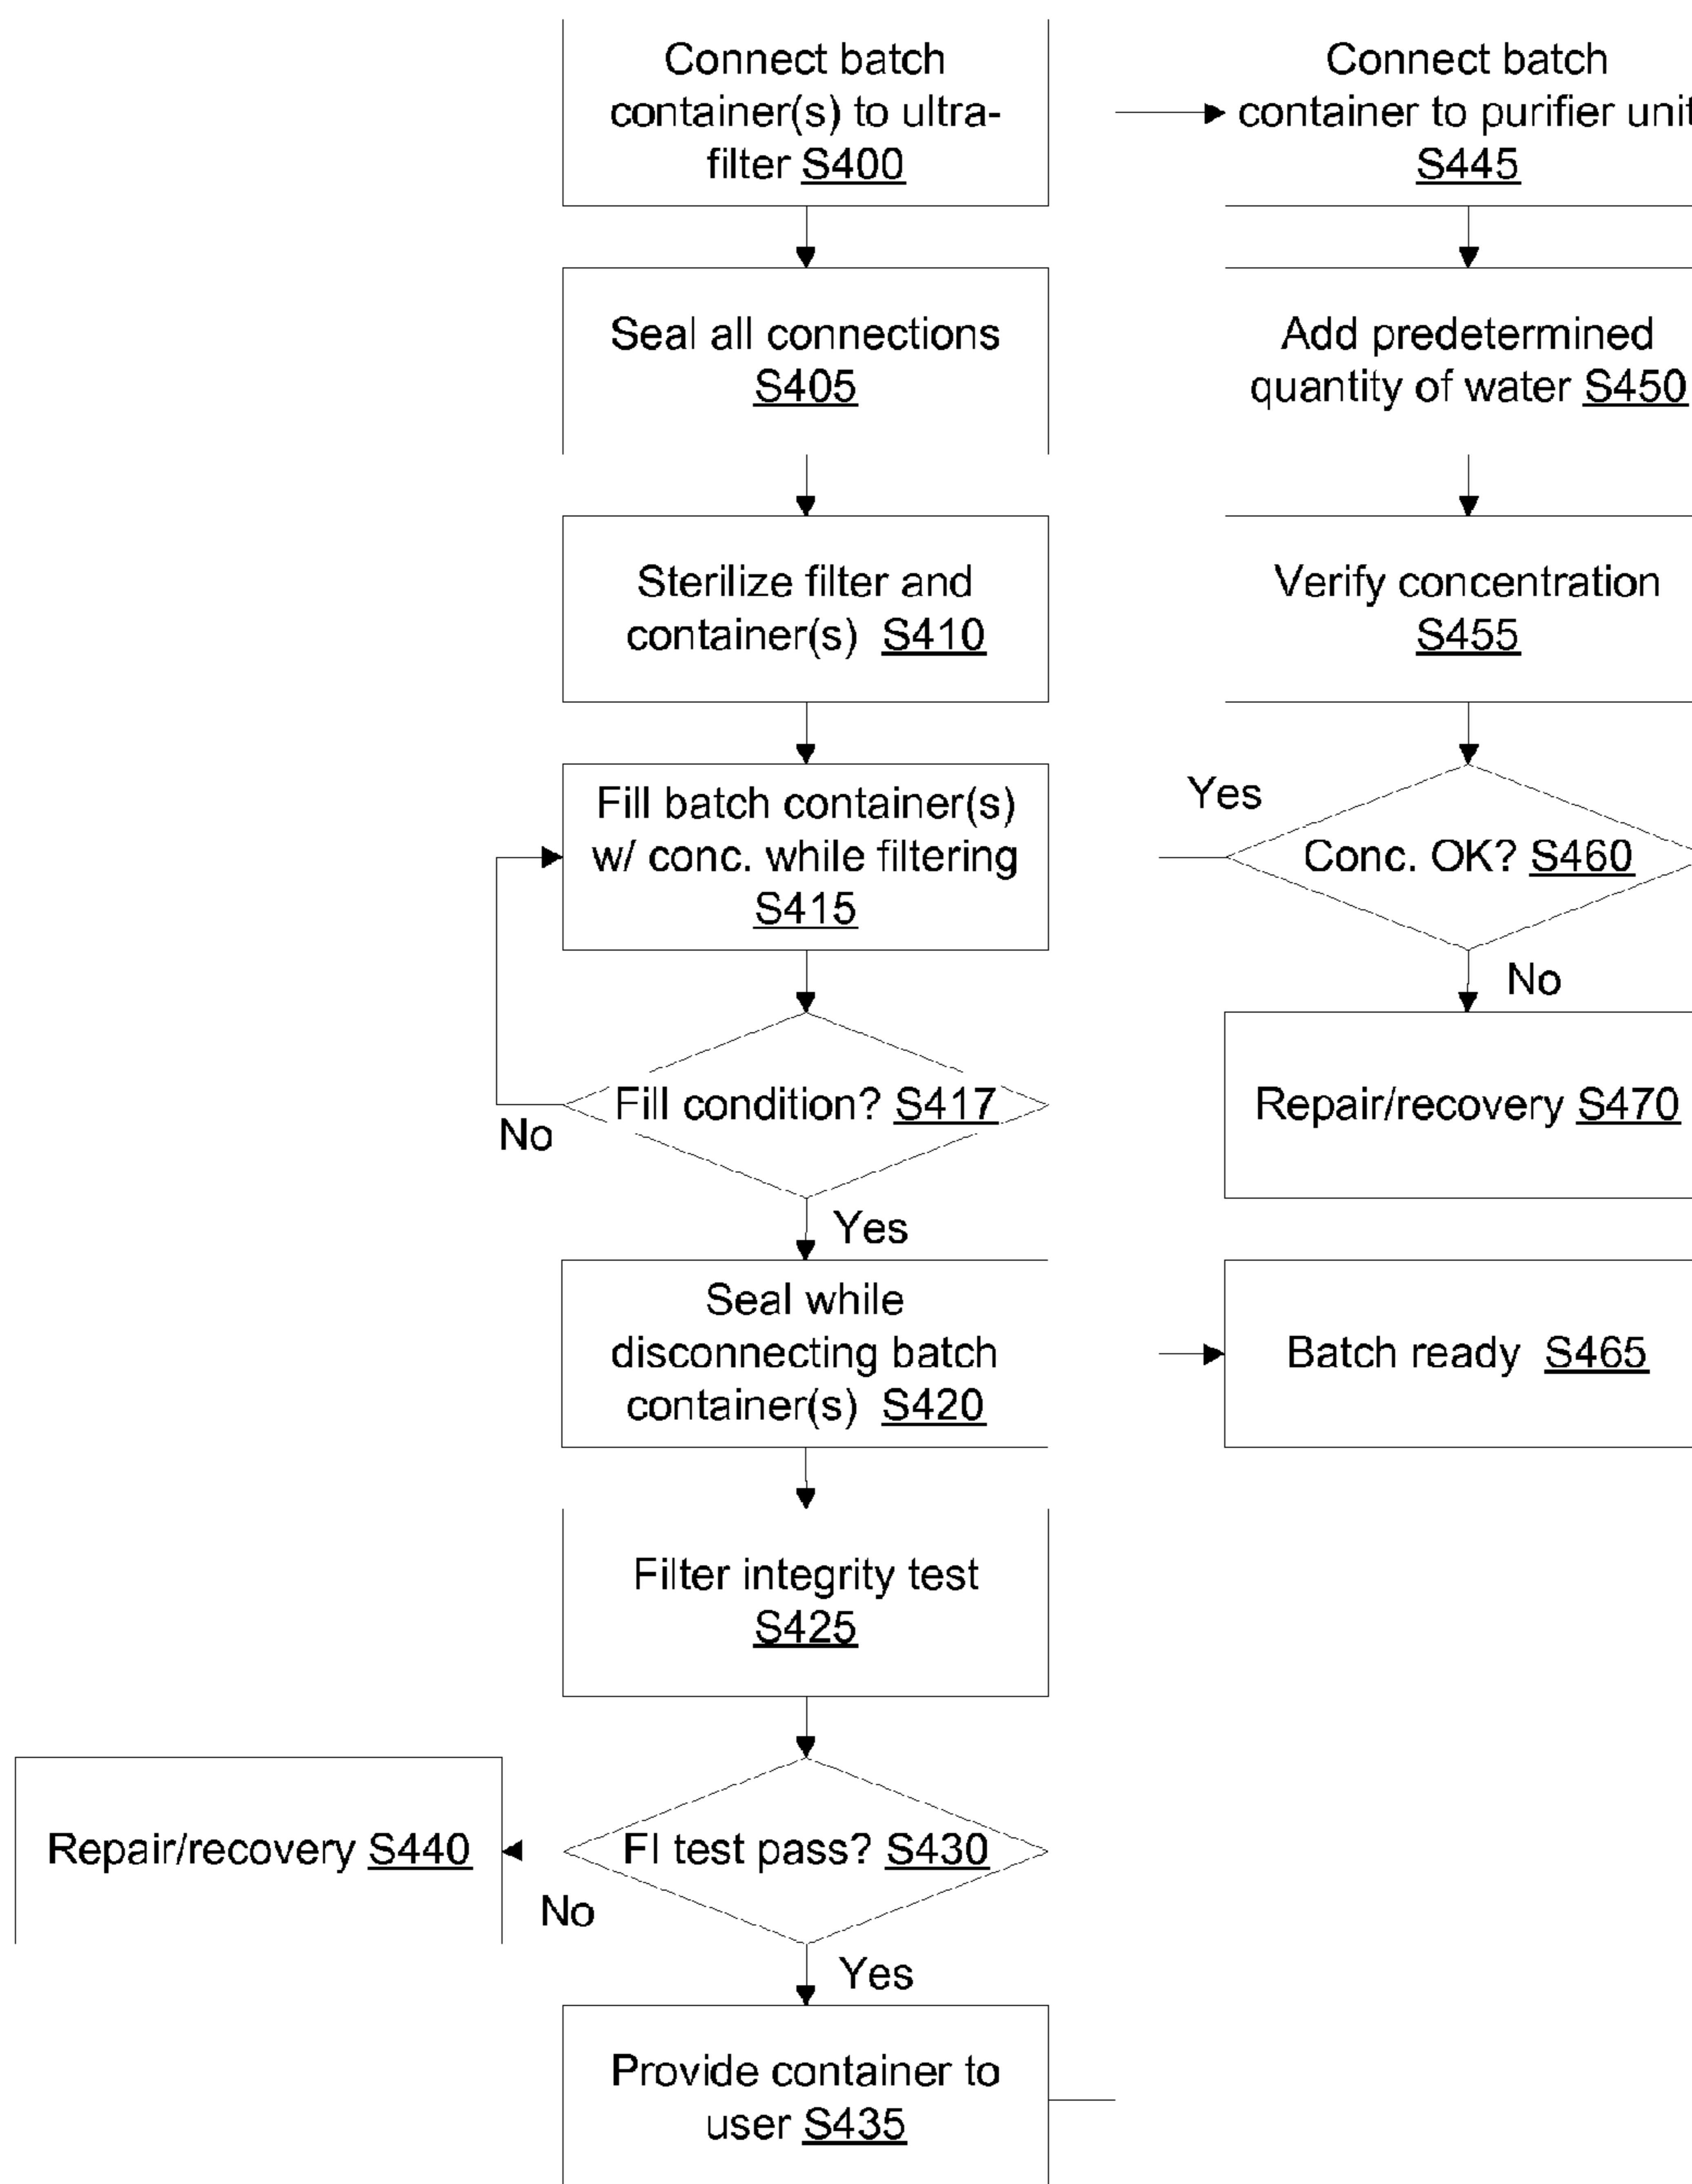 Connect batch
container(s) to ultra-
filter S400
Seal all connections
S405
Sterilize filter and
container(s) S410
Fill batch container(s)
w/ conc. while filtering
S415
Fill condition? S417
No
Yes
Seal while
disconnecting batch
container(s) S420
Filter integrity test
S425
FI test pass? S430
No
Repair/recovery S440
Yes
Provide container to
user S435
Connect batch
container to purifier unit
S445
Add predetermined
quantity of water S450
Verify concentration
S455
Yes
Conc. OK? S460
No
Repair/recovery S470
Batch ready S465